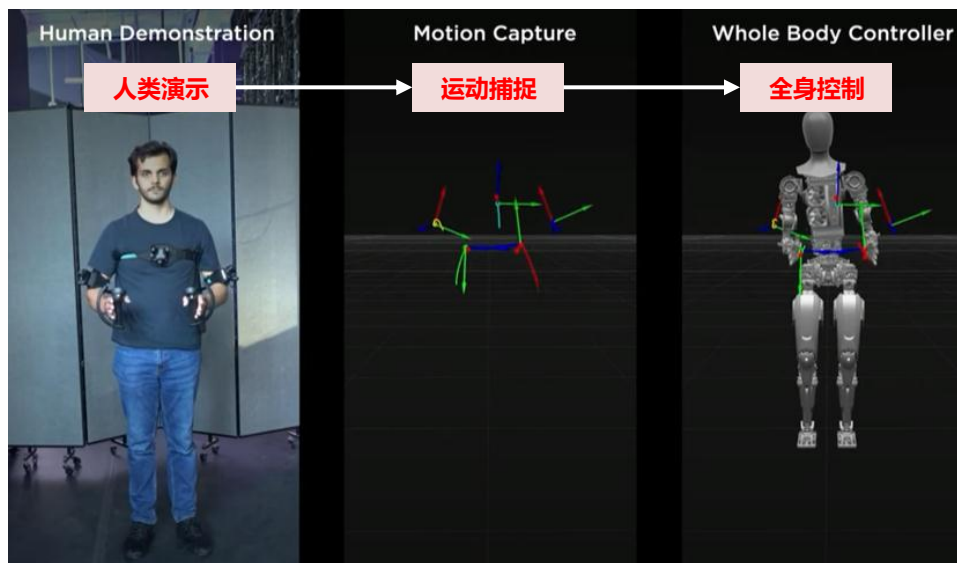 Human Demonstration
Motion Capture
Whole Body Controller
人类演示
运动捕捉
全身控制